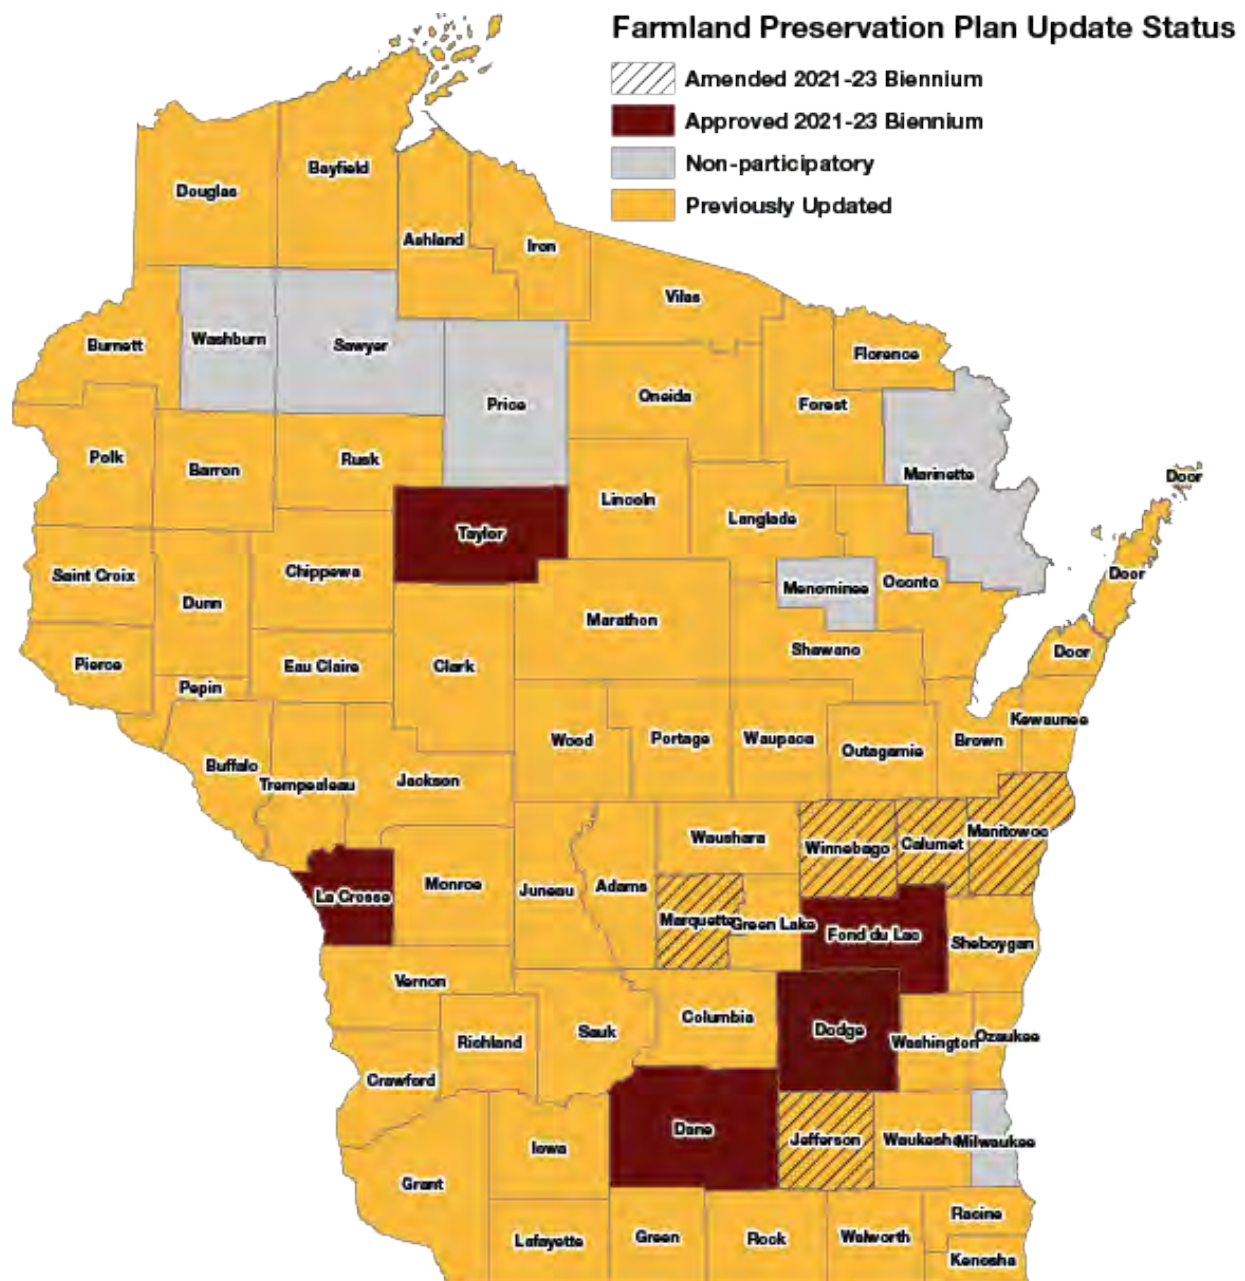 Farmland Preservation Plan Update Status
Amended 2021-23 Biennium
Approved 2021-23 Biennium
Non-participatory
Previously Updated
Bayfield
Douglas
Ashland
Iron
Vilas
Washburn
Sawyer
Burnett
Florence
Oneida
Price
Forest
Polk
Rusk
Barron
Marinette
Door
Lincoln
Langlade
Taylor
Chippewa
Saint Croix
Door
Oconto
Menominee
Dunn
Marathon
Shawano
Door
Pierce
Eau Claire
Clark
Pepin
Kewaunee
Wood
Portage
Waupaca
Brown
Outagamie
Buffalo
Jackson
Trempealeau
Manitowoc
Waushara
Calumet
Winnebago
Monroe
Adams
Juneau
La Crosse
Marquette
Green Lake
Fond du Lac
Sheboygan
Vernon
Columbia
Dodge
Sauk
Ozaukee
Richland
Washington
Crawford
Dane
Jefferson
Waukesha
Milwaukee
Iowa
Grant
Racine
Green
Rock
Walworth
Lafayette
Kenosha